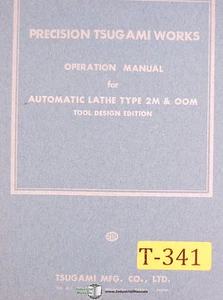 PRECISION TSUGAMI WORKS
OPERATION MANUAL
for
AUTOMATIC LATHE TYPE 2M & OOM
TOOL DESIGN EDITION
T-341
TSUGAMI MFG. CO., LTD.